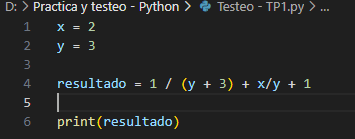 D: > Practica y testeo - Python > Testeo - TP1.py > ...
1 x = 2
2 y = 3
3
4 resultado = 1 / (y + 3) + x/y + 1
5
6 print(resultado)